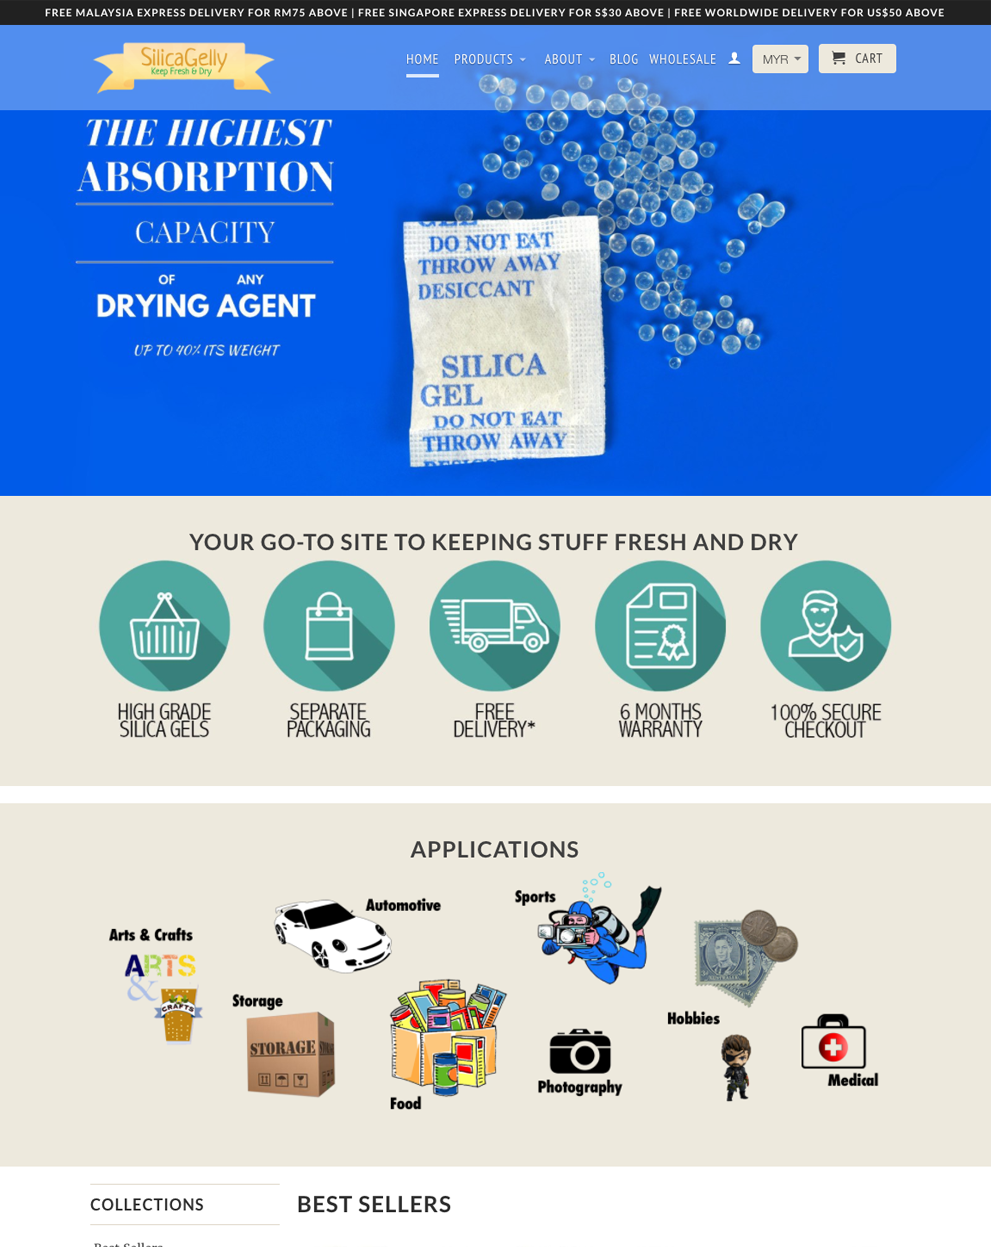 FREE MALAYSIA EXPRESS DELIVERY FOR RM75 ABOVE | FREE SINGAPORE EXPRESS DELIVERY FOR S$30 ABOVE | FREE WORLDWIDE DELIVERY FOR US$50 ABOVE
SilicaGelly
Keep Fresh & Dry
HOME PRODUCTS ABOUT BLOG WHOLESALE MYR CART
THE HIGHEST
ABSORPTION
CAPACITY
OF ANY
DRYING AGENT
UP TO 40% ITS WEIGHT
GEL
DO NOT EAT
THROW AWAY
DESICCANT
SILICA
GEL
DO NOT EAT
THROW AWAY
DESICCANT
YOUR GO-TO SITE TO KEEPING STUFF FRESH AND DRY
HIGH GRADE
SILICA GELS
SEPARATE
PACKAGING
FREE
DELIVERY*
6 MONTHS
WARRANTY
100% SECURE
CHECKOUT
APPLICATIONS
Arts & Crafts
ARTS
&
CRAFTS
Automotive
Sports
Storage
STORAGE
Food
Photography
Hobbies
Medical
COLLECTIONS
BEST SELLERS
Best Sellers